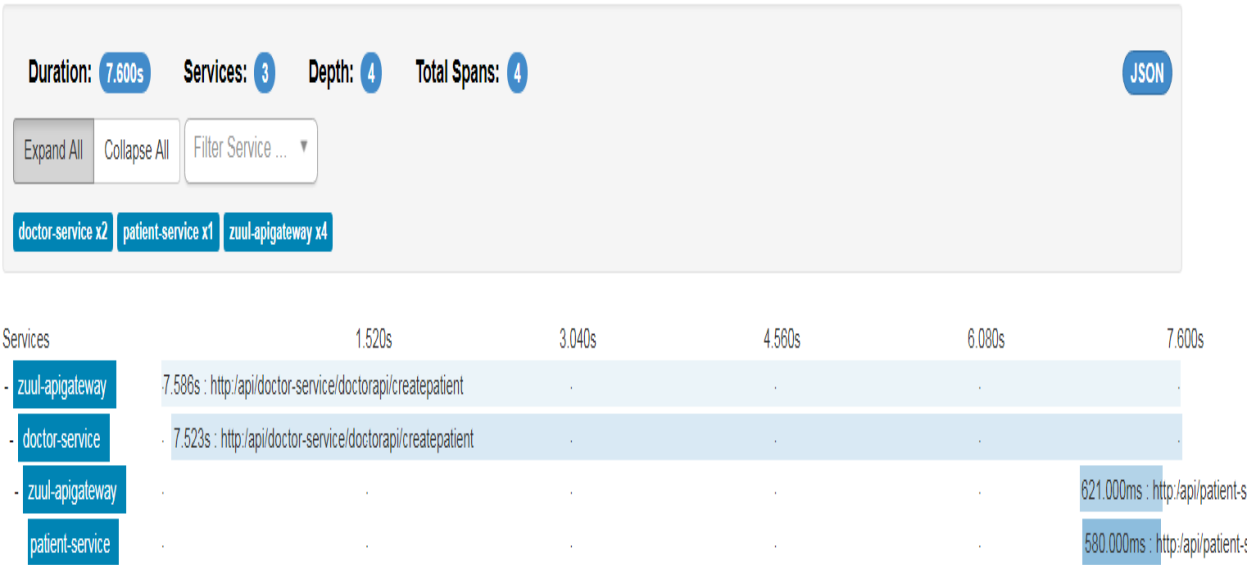 Duration: 7.600s Services: 3 Depth: 4 Total Spans: 4 JSON
Expand All Collapse All Filter Service ... ▼
doctor-service x2 patient-service x1 zuul-apigateway x4
Services 1.520s 3.040s 4.560s 6.080s 7.600s
- zuul-apigateway 7.586s : http:/api/doctor-service/doctorapi/createpatient
- doctor-service 7.523s : http:/api/doctor-service/doctorapi/createpatient
- zuul-apigateway 621.000ms : http:/api/patient-s
patient-service 580.000ms : http:/api/patient-s